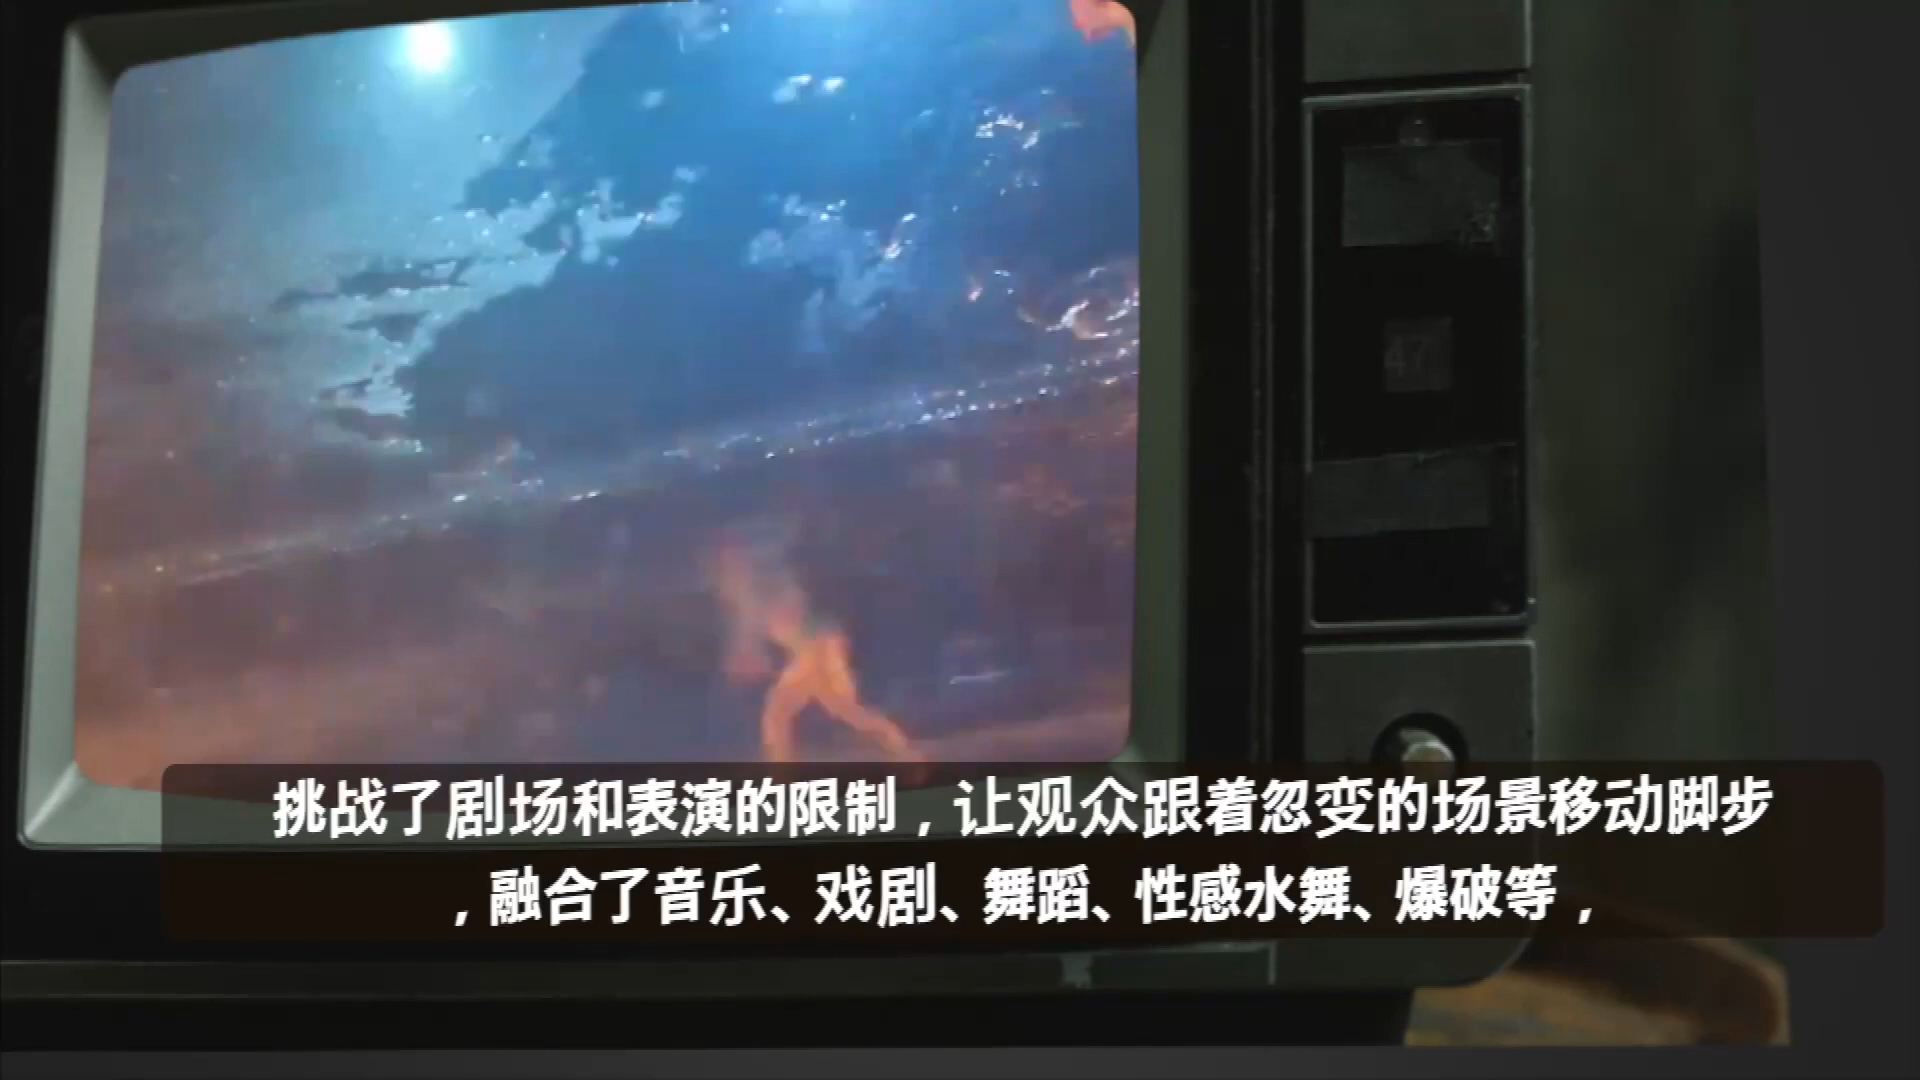 挑战了剧场和表演的限制，让观众跟着忽变的场景移动脚步
，融合了音乐、戏剧、舞蹈、性感水舞、爆破等，
47